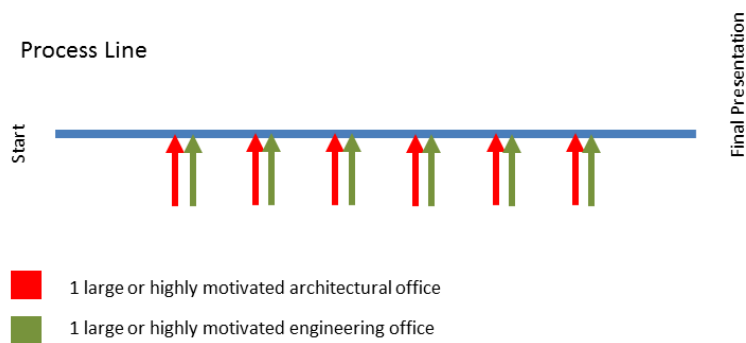 Process Line
Start
Final Presentation
1 large or highly motivated architectural office
1 large or highly motivated engineering office